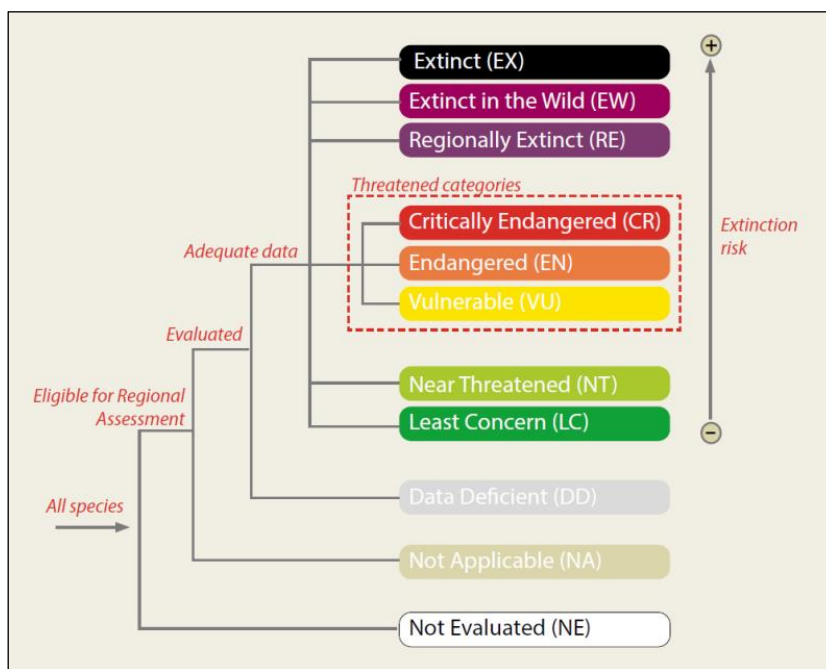 Extinct (EX)
+
Extinct in the Wild (EW)
Regionally Extinct (RE)
Threatened categories
Critically Endangered (CR)
Extinction
risk
Adequate data
Endangered (EN)
Vulnerable (VU)
Evaluated
Near Threatened (NT)
Eligible for Regional
Assessment
Least Concern (LC)
−
All species
Data Deficient (DD)
Not Applicable (NA)
Not Evaluated (NE)